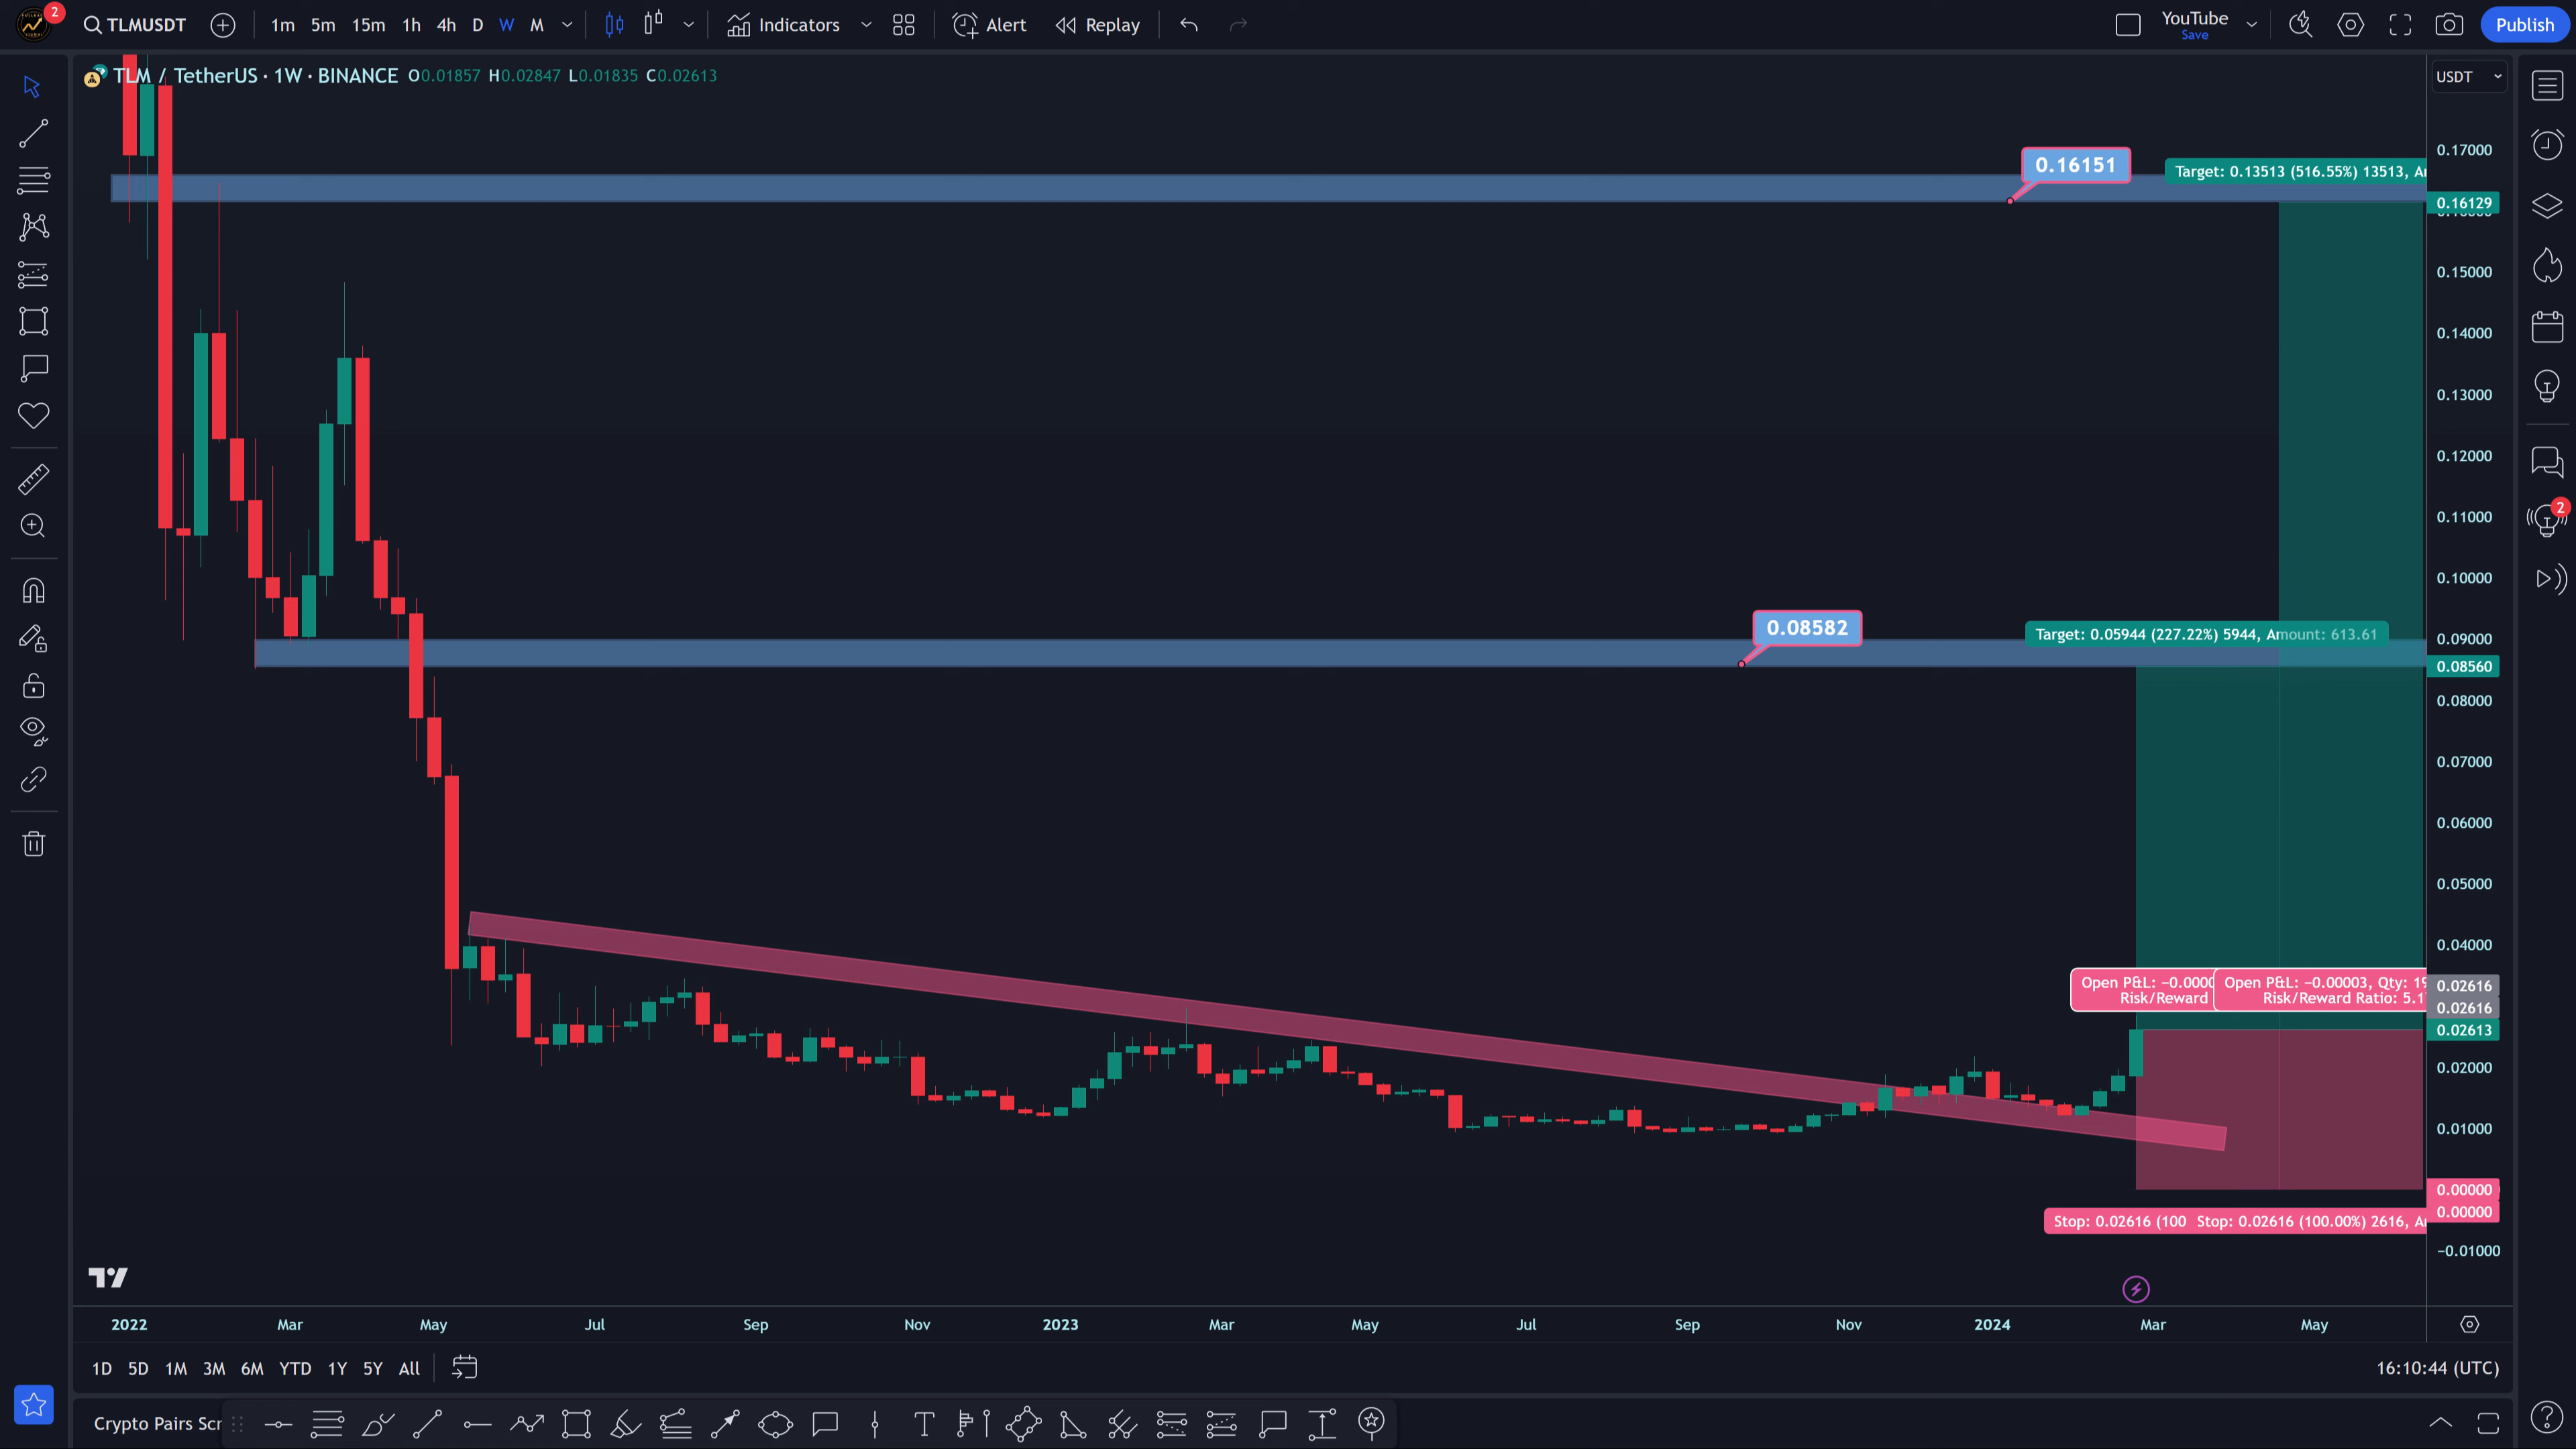 2
TLMUSDT
1m 5m 15m 1h 4h D W M
Indicators
Alert
Replay
YouTube
Save
Publish
TLM / TetherUS · 1W · BINANCE O0.01857 H0.02847 L0.01835 C0.02613
USDT
0.17000
0.16151
Target: 0.13513 (516.55%) 13513, A
0.16129
0.15000
0.14000
0.13000
0.12000
0.11000
2
0.10000
0.08582
Target: 0.05944 (227.22%) 5944, Amount: 613.61
0.09000
0.08560
0.08000
0.07000
0.06000
0.05000
0.04000
Open P&L: −0.0000
Risk/Reward
Open P&L: −0.00003, Qty: 19
Risk/Reward Ratio: 5.1
0.02616
0.02616
0.02613
0.02000
0.01000
0.00000
0.00000
Stop: 0.02616 (100
Stop: 0.02616 (100.00%) 2616, A
−0.01000
2022 Mar May Jul Sep Nov 2023 Mar May Jul Sep Nov 2024 Mar May
1D 5D 1M 3M 6M YTD 1Y 5Y All
16:10:44 (UTC)
Crypto Pairs Scr